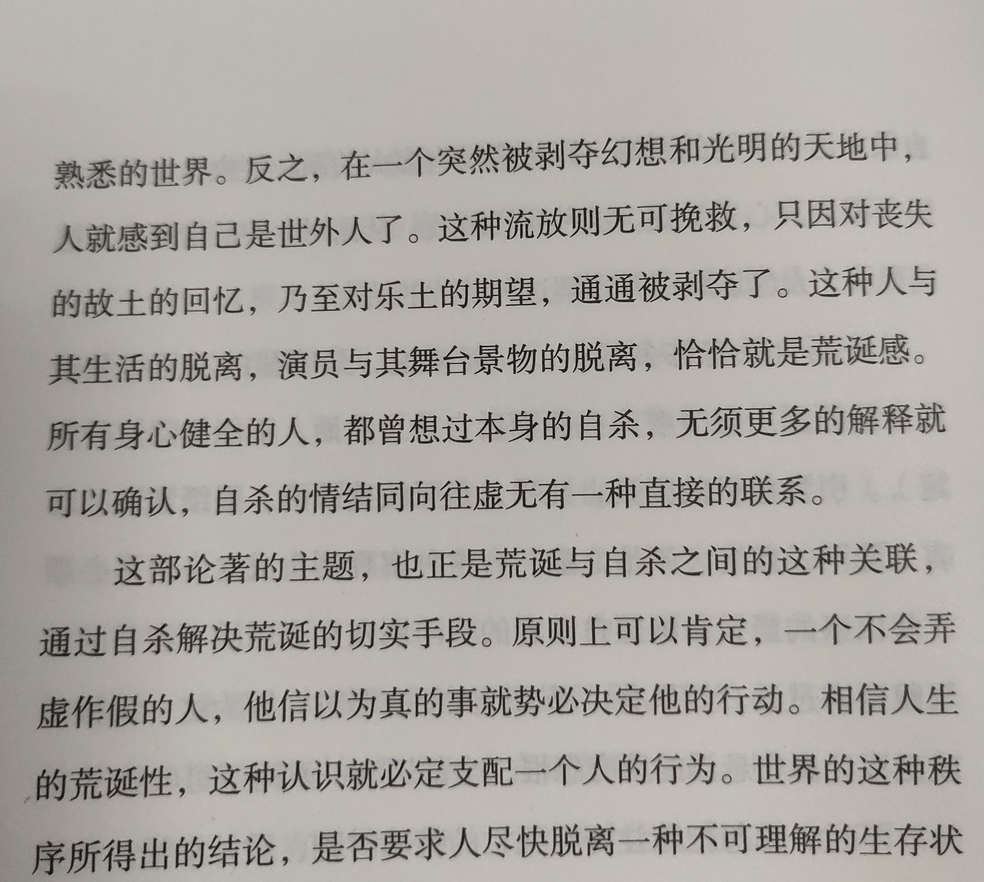 熟悉的世界。反之，在一个突然被剥夺幻想和光明的天地中，
人就感到自己是世外人了。这种流放则无可挽救，只因对丧失
的故土的回忆，乃至对乐土的期望，通通被剥夺了。这种人与
其生活的脱离，演员与其舞台景物的脱离，恰恰就是荒诞感。
所有身心健全的人，都曾想过本身的自杀，无须更多的解释就
可以确认，自杀的情结同向往虚无有一种直接的联系。
这部论著的主题，也正是荒诞与自杀之间的这种关联，
通过自杀解决荒诞的切实手段。原则上可以肯定，一个不会弄
虚作假的人，他信以为真的事就势必决定他的行动。相信人生
的荒诞性，这种认识就必定支配一个人的行为。世界的这种秩
序所得出的结论，是否要求人尽快脱离一种不可理解的生存状